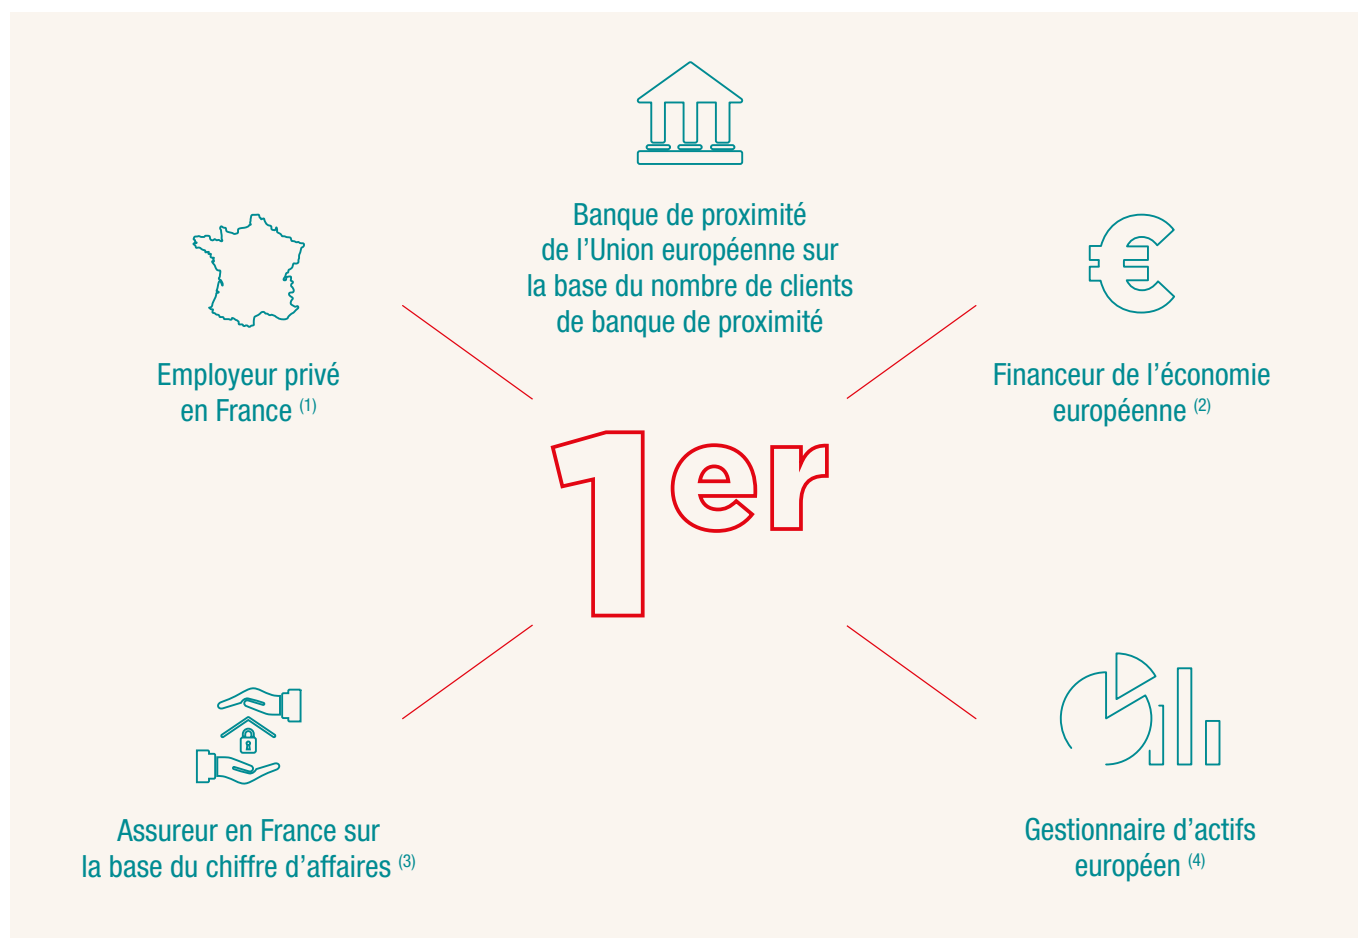 Banque de proximité
de l’Union européenne sur
la base du nombre de clients
de banque de proximité
Employeur privé
en France (1)
Financeur de l’économie
européenne (2)
1er
Assureur en France sur
la base du chiffre d’affaires (3)
Gestionnaire d’actifs
européen (4)